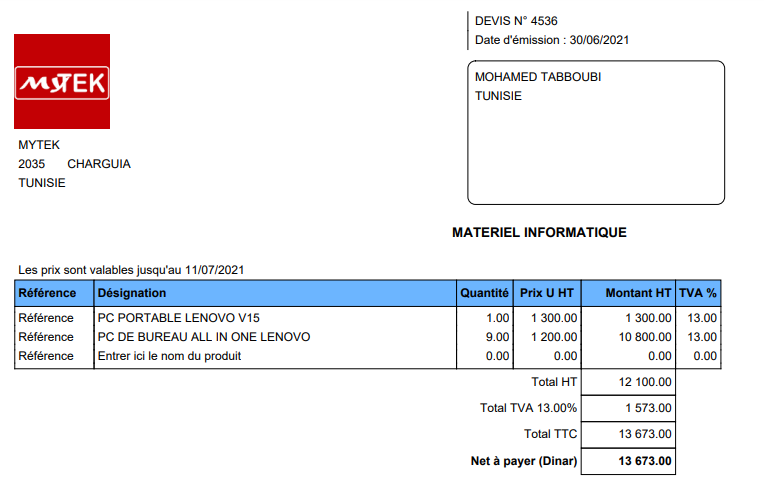 DEVIS N° 4536
Date d'émission : 30/06/2021
MYTEK
MOHAMED TABBOUBI
TUNISIE
MYTEK
2035 CHARGUIA
TUNISIE
MATERIEL INFORMATIQUE
Les prix sont valables jusqu'au 11/07/2021
Référence Désignation Quantité Prix U HT Montant HT TVA %
Référence PC PORTABLE LENOVO V15 1.00 1 300.00 1 300.00 13.00
Référence PC DE BUREAU ALL IN ONE LENOVO 9.00 1 200.00 10 800.00 13.00
Référence Entrer ici le nom du produit 0.00 0.00 0.00 0.00
Total HT 12 100.00
Total TVA 13.00% 1 573.00
Total TTC 13 673.00
Net à payer (Dinar) 13 673.00